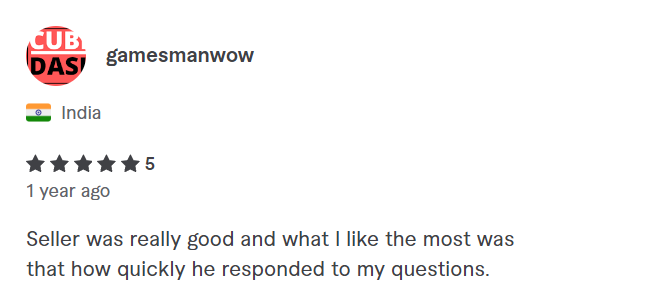 CUB
DAS
gamesmanwow
India
★★★★★ 5
1 year ago
Seller was really good and what I like the most was
that how quickly he responded to my questions.